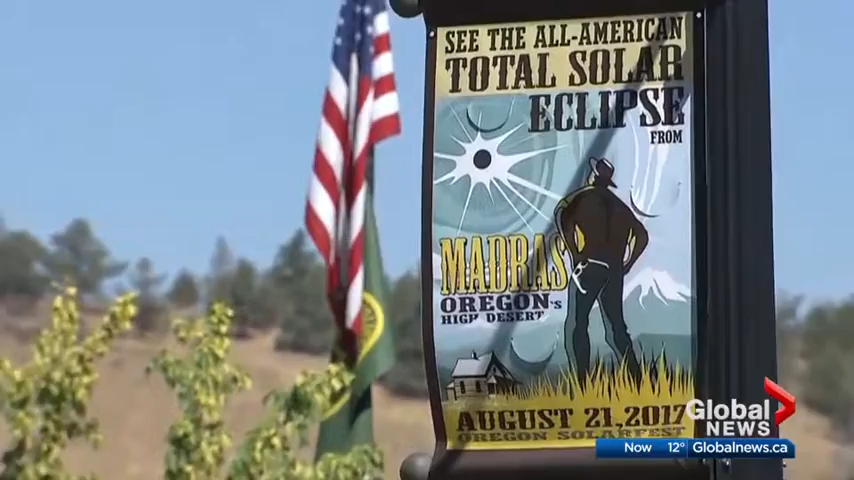 SEE THE ALL-AMERICAN
TOTAL SOLAR
ECLIPSE
FROM
MADRAS
OREGON'S
HIGH DESERT
AUGUST 21, 2017
OREGON SOLARFEST
Global
NEWS
Now 12° Globalnews.ca